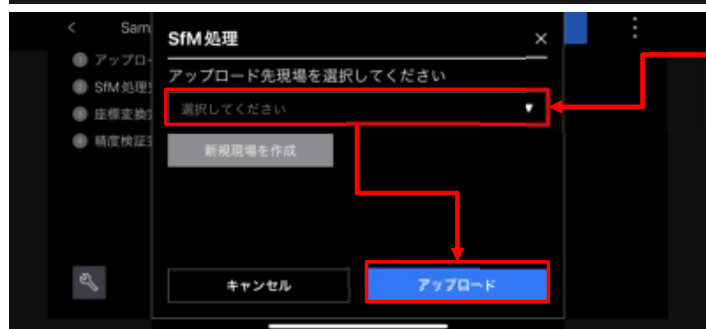 Sam
SfM 処理
アップロ
アップロード先現場を選択してください
SfM 処理
選択してください
座標変換
精度検証
新規現場を作成
キャンセル
アップロード